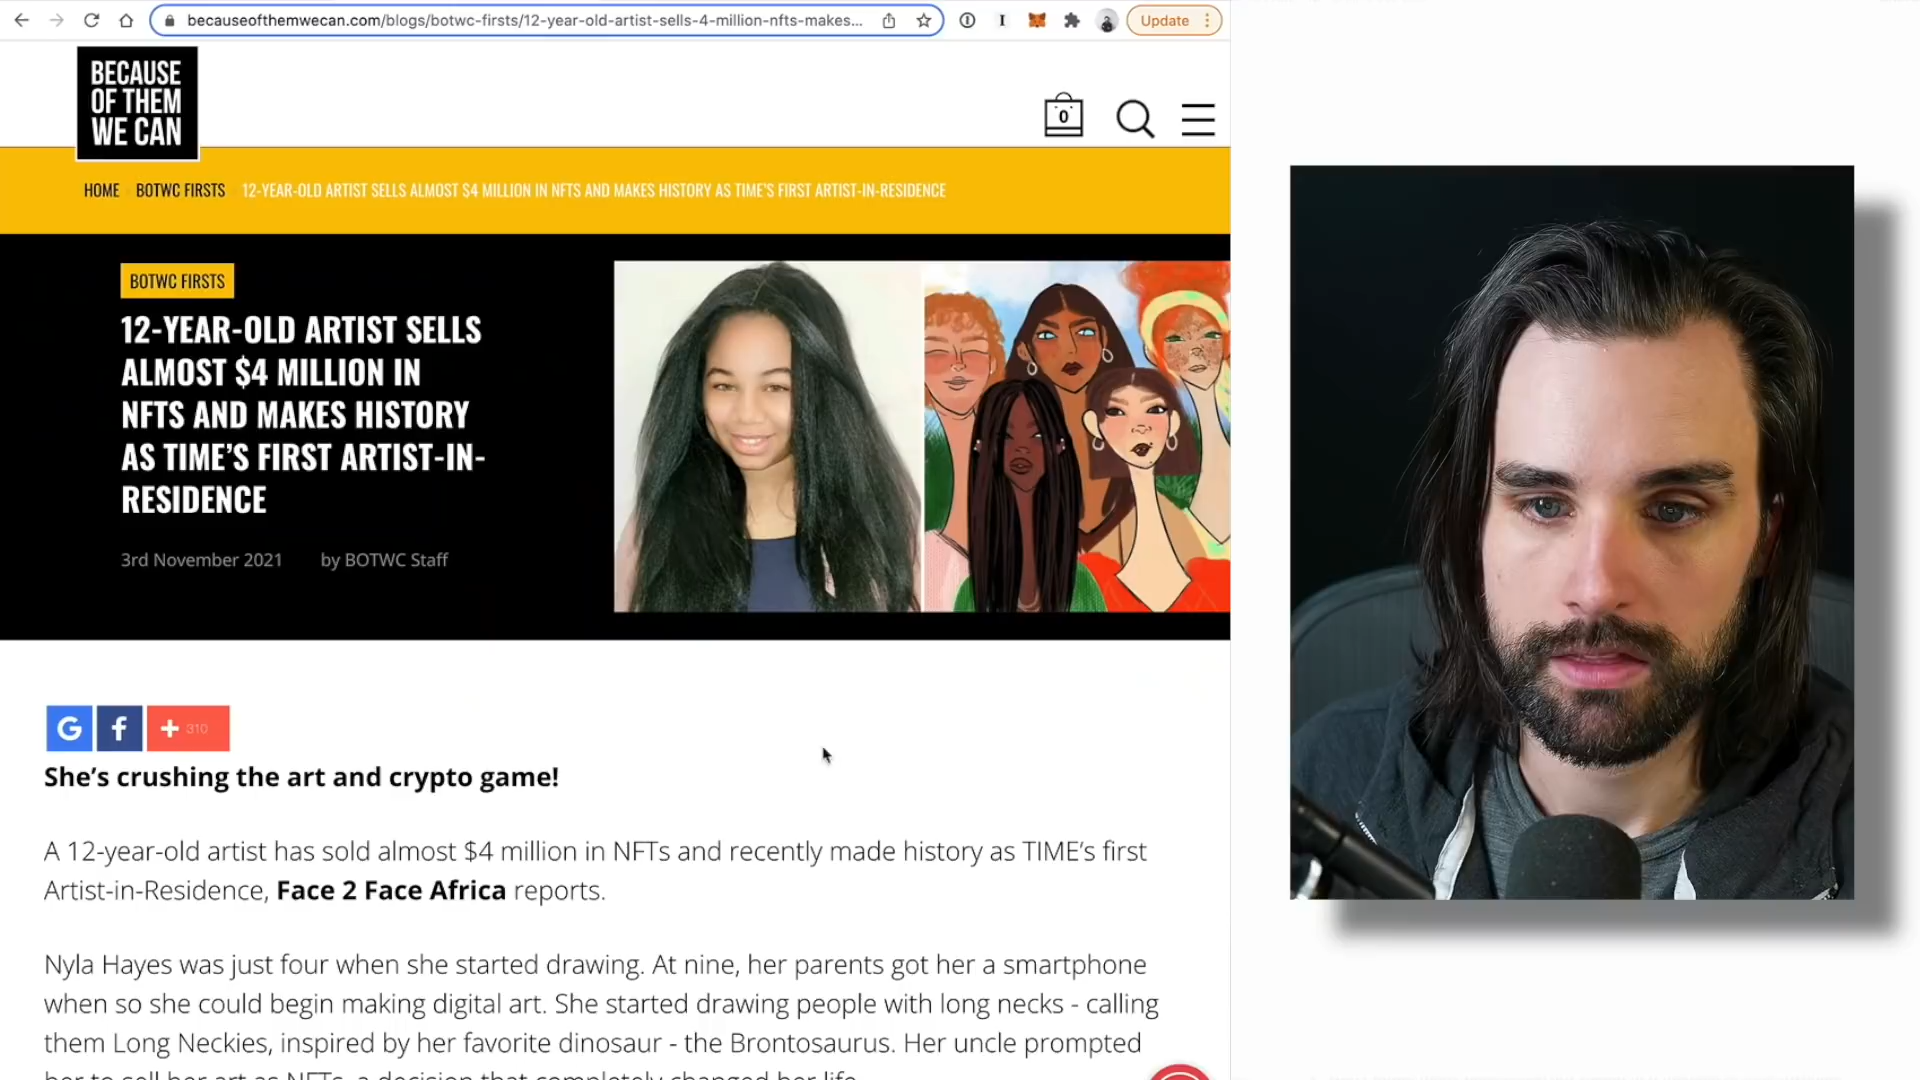 becauseofthemwecan.com/blogs/botwc-firsts/12-year-old-artist-sells-4-million-nfts-makes...
Update
BECAUSE
OF THEM
WE CAN
0
HOME BOTWC FIRSTS 12-YEAR-OLD ARTIST SELLS ALMOST $4 MILLION IN NFTS AND MAKES HISTORY AS TIME'S FIRST ARTIST-IN-RESIDENCE
BOTWC FIRSTS
12-YEAR-OLD ARTIST SELLS
ALMOST $4 MILLION IN
NFTS AND MAKES HISTORY
AS TIME'S FIRST ARTIST-IN-
RESIDENCE
3rd November 2021 by BOTWC Staff
G f + 310
She's crushing the art and crypto game!
A 12-year-old artist has sold almost $4 million in NFTs and recently made history as TIME's first
Artist-in-Residence, Face 2 Face Africa reports.
Nyla Hayes was just four when she started drawing. At nine, her parents got her a smartphone
when so she could begin making digital art. She started drawing people with long necks - calling
them Long Neckies, inspired by her favorite dinosaur - the Brontosaurus. Her uncle prompted
her to sell her art as NFTs, a decision that completely changed her life.